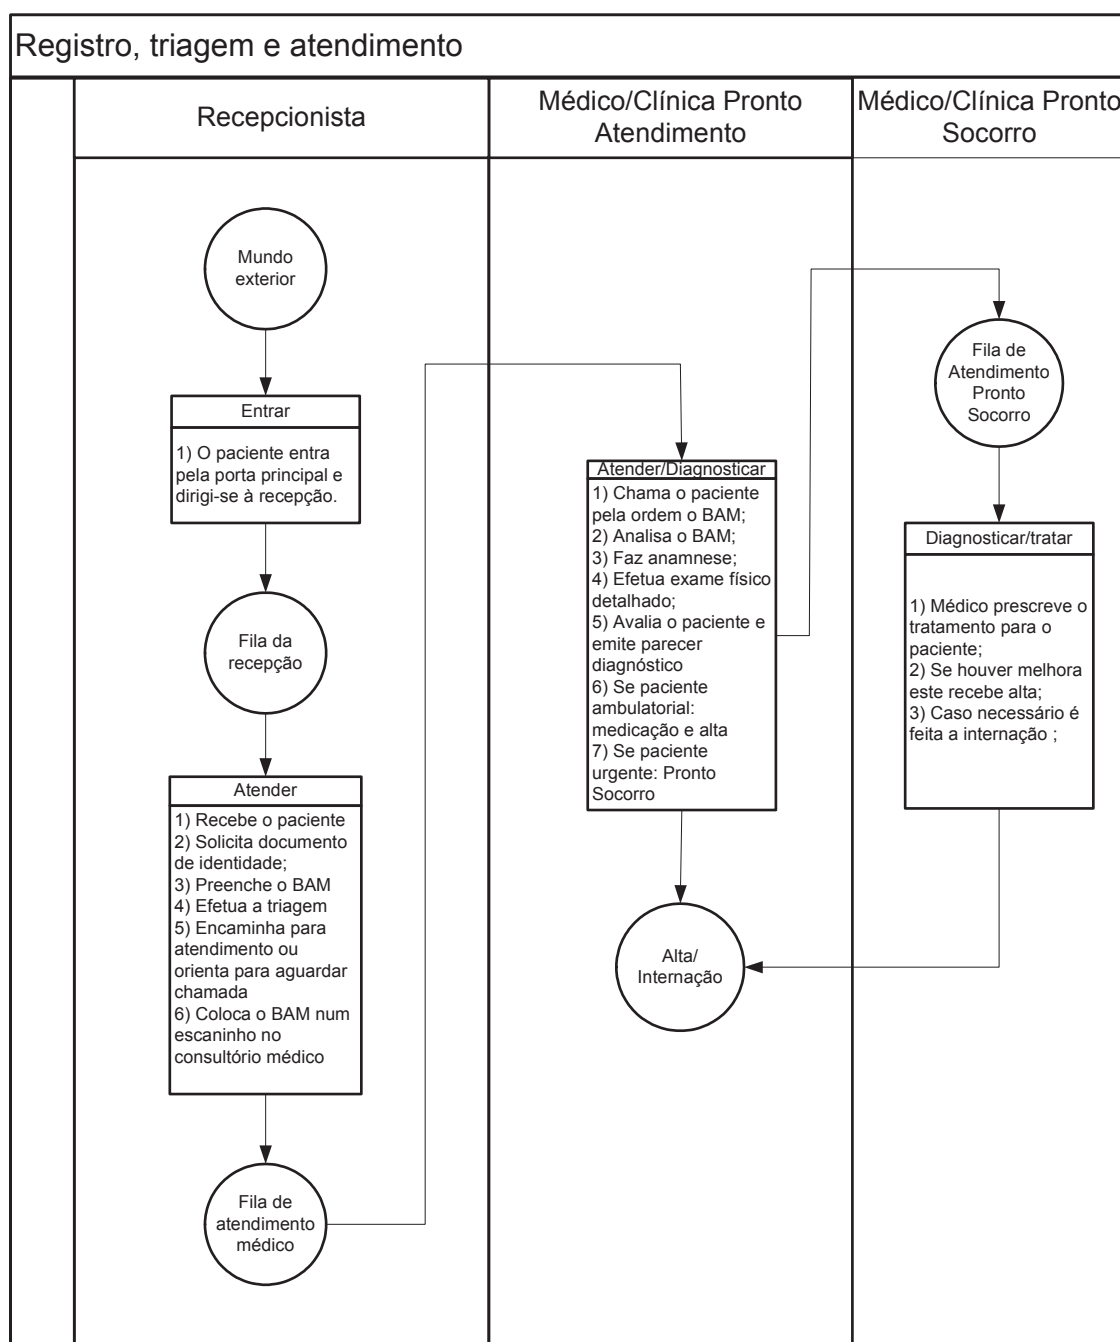 Registro, triagem e atendimento
Recepcionista
Médico/Clínica Pronto
Atendimento
Médico/Clínica Pronto
Socorro
Mundo
exterior
Entrar
1) O paciente entra
pela porta principal e
dirigi-se à recepção.
Fila da
recepção
Atender
1) Recebe o paciente
2) Solicita documento
de identidade;
3) Preenche o BAM
4) Efetua a triagem
5) Encaminha para
atendimento ou
orienta para aguardar
chamada
6) Coloca o BAM num
escaninho no
consultório médico
Fila de
atendimento
médico
Atender/Diagnosticar
1) Chama o paciente
pela ordem o BAM;
2) Analisa o BAM;
3) Faz anamnese;
4) Efetua exame físico
detalhado;
5) Avalia o paciente e
emite parecer
diagnóstico
6) Se paciente
ambulatorial:
medicação e alta
7) Se paciente
urgente: Pronto
Socorro
Alta/
Internação
Fila de
Atendimento
Pronto
Socorro
Diagnosticar/tratar
1) Médico prescreve o
tratamento para o
paciente;
2) Se houver melhora
este recebe alta;
3) Caso necessário é
feita a internação ;